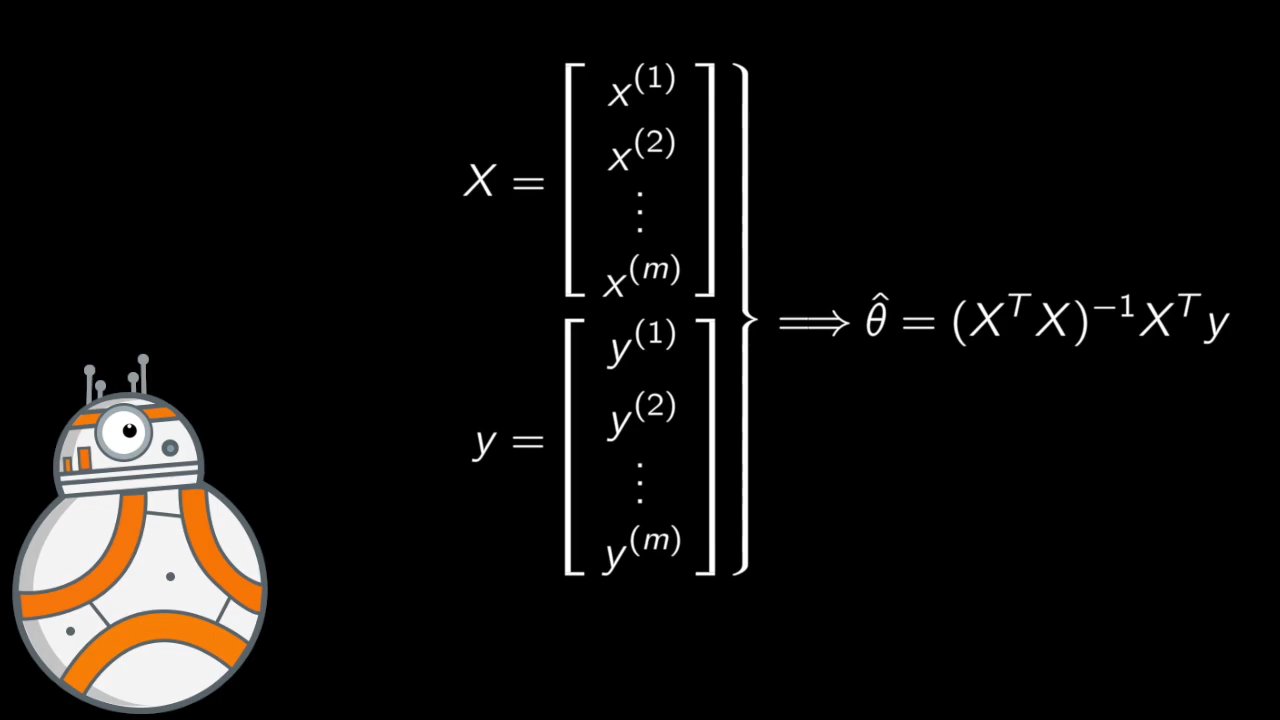 X = [ x^(1)
x^(2)
⋮
x^(m) ]
y = [ y^(1)
y^(2)
⋮
y^(m) ]
} ⟹ θ̂ = (X^T X)^−1 X^T y